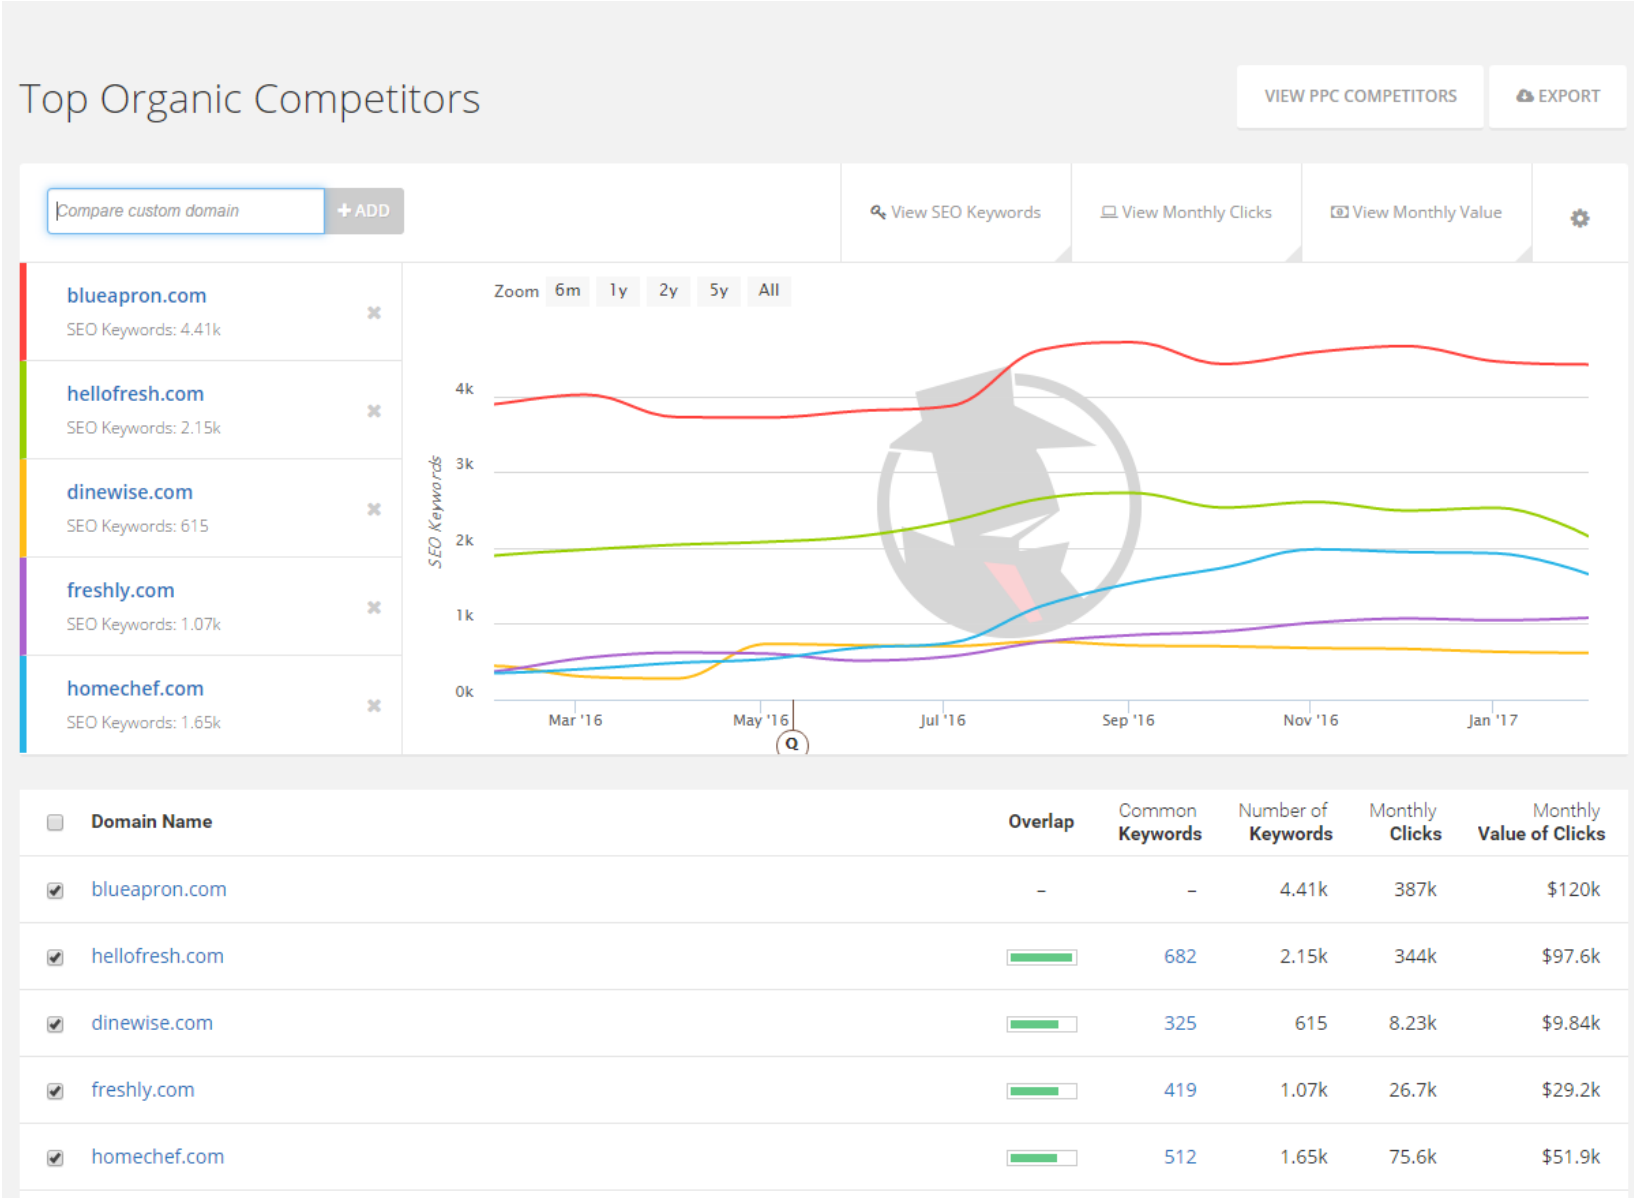 Top Organic Competitors
VIEW PPC COMPETITORS
EXPORT
Compare custom domain
ADD
View SEO Keywords
View Monthly Clicks
View Monthly Value
blueapron.com
SEO Keywords: 4.41k
hellofresh.com
SEO Keywords: 2.15k
dinewise.com
SEO Keywords: 615
freshly.com
SEO Keywords: 1.07k
homechef.com
SEO Keywords: 1.65k
Zoom 6m 1y 2y 5y All
SEO Keywords
4k
3k
2k
1k
0k
Mar '16 May '16 Jul '16 Sep '16 Nov '16 Jan '17
Q
Domain Name Overlap Common Keywords Number of Keywords Monthly Clicks Monthly Value of Clicks
blueapron.com – – 4.41k 387k $120k
hellofresh.com 682 2.15k 344k $97.6k
dinewise.com 325 615 8.23k $9.84k
freshly.com 419 1.07k 26.7k $29.2k
homechef.com 512 1.65k 75.6k $51.9k